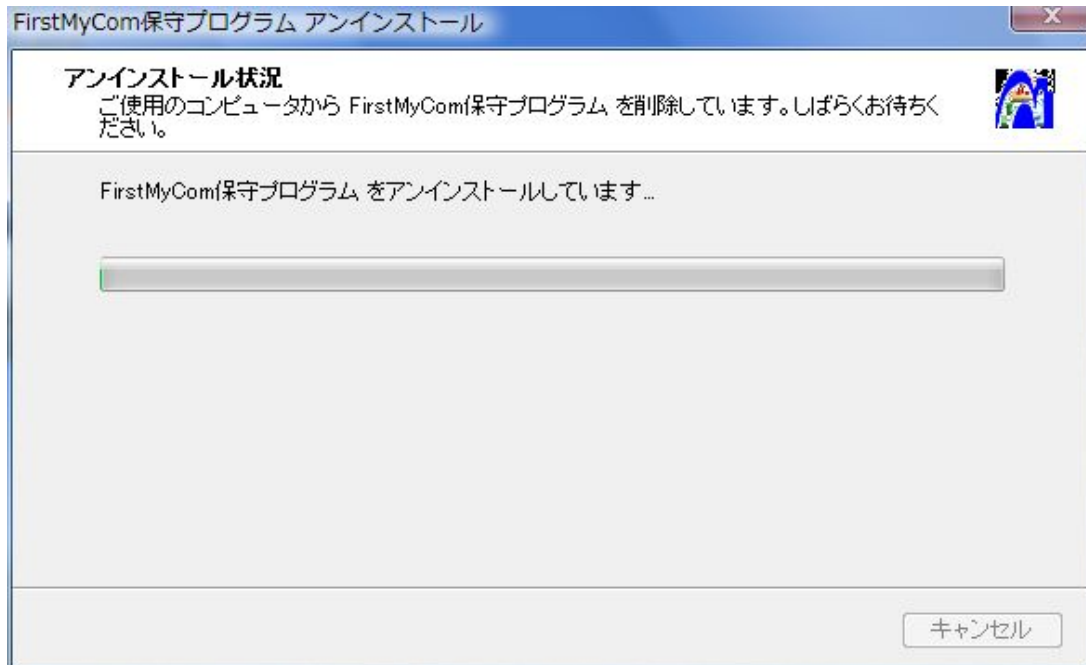 FirstMyCom保守プログラム アンインストール
アンインストール状況
ご使用のコンピュータから FirstMyCom保守プログラム を削除しています。しばらくお待ちく
ださい。
FirstMyCom保守プログラム をアンインストールしています...
キャンセル